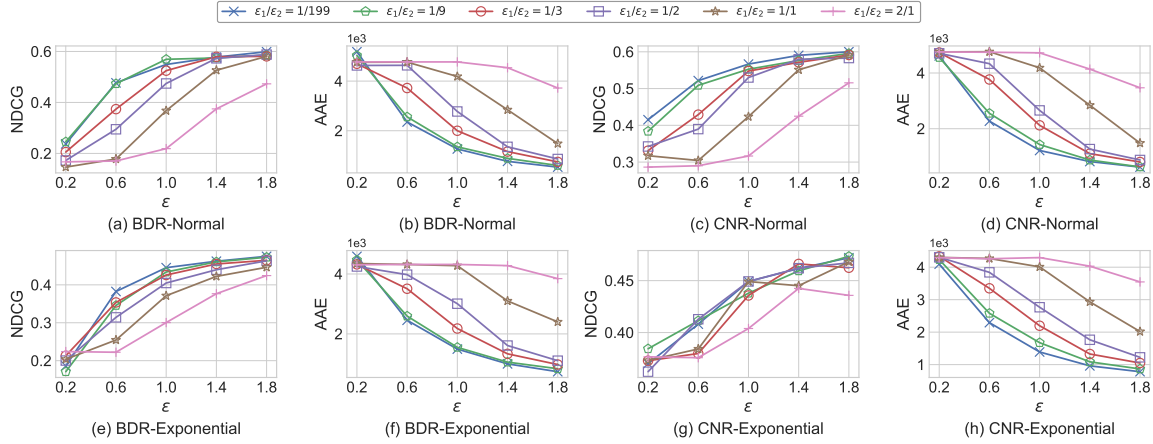 ε₁/ε₂ = 1/199 ε₁/ε₂ = 1/9 ε₁/ε₂ = 1/3 ε₁/ε₂ = 1/2 ε₁/ε₂ = 1/1 ε₁/ε₂ = 2/1
NDCG
0.6
0.4
0.2
0.2 0.6 1.0 1.4 1.8
ε
(a) BDR-Normal
1e3
AAE
4
2
0.2 0.6 1.0 1.4 1.8
ε
(b) BDR-Normal
NDCG
0.6
0.5
0.4
0.3
0.2 0.6 1.0 1.4 1.8
ε
(c) CNR-Normal
1e3
AAE
4
2
0.2 0.6 1.0 1.4 1.8
ε
(d) CNR-Normal
NDCG
0.4
0.3
0.2
0.2 0.6 1.0 1.4 1.8
ε
(e) BDR-Exponential
1e3
AAE
4
2
0.2 0.6 1.0 1.4 1.8
ε
(f) BDR-Exponential
NDCG
0.45
0.40
0.2 0.6 1.0 1.4 1.8
ε
(g) CNR-Exponential
1e3
AAE
4
3
2
1
0.2 0.6 1.0 1.4 1.8
ε
(h) CNR-Exponential